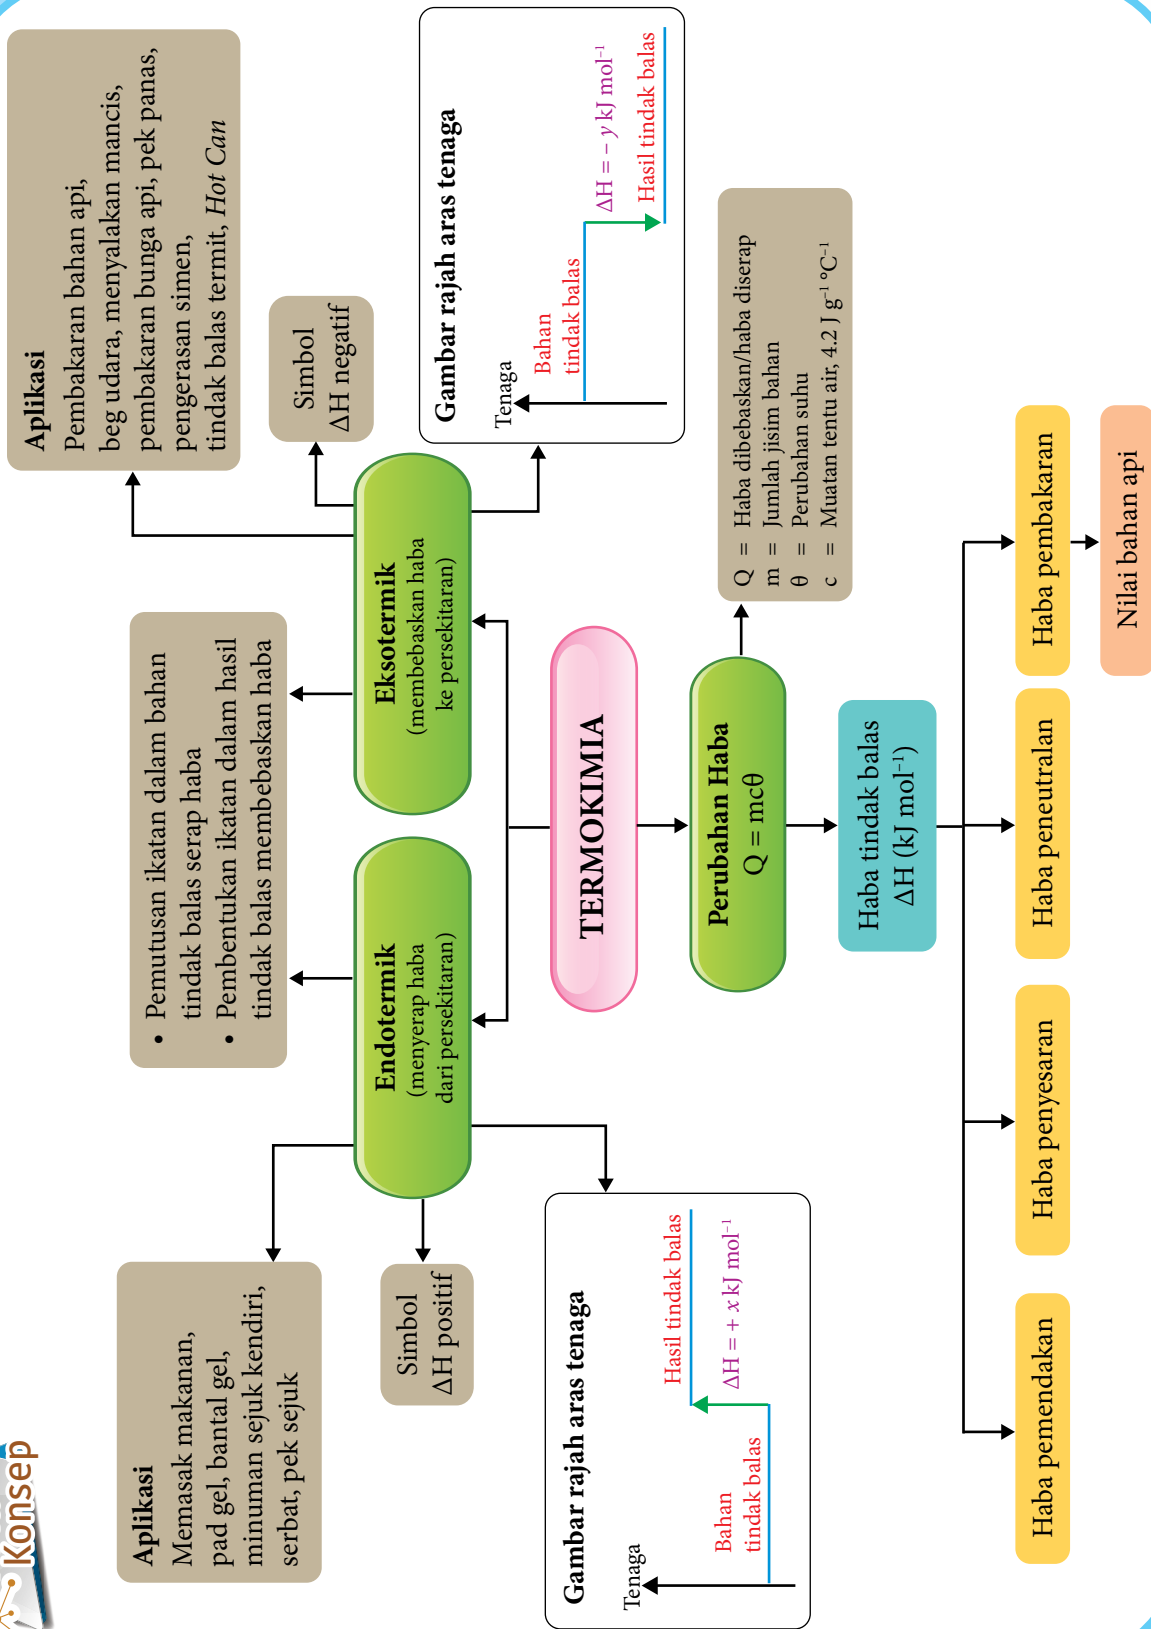 Konsep
Aplikasi
Memasak makanan,
pad gel, bantal gel,
minuman sejuk kendiri,
serbat, pek sejuk
Simbol
ΔH positif
Gambar rajah aras tenaga
Tenaga
Bahan
tindak balas
Hasil tindak balas
ΔH = + x kJ mol⁻¹
• Pemutusan ikatan dalam bahan
tindak balas serap haba
• Pembentukan ikatan dalam hasil
tindak balas membebaskan haba
Endotermik
(menyerap haba
dari persekitaran)
Eksotermik
(membebaskan haba
ke persekitaran)
Aplikasi
Pembakaran bahan api,
beg udara, menyalakan mancis,
pembakaran bunga api, pek panas,
pengerasan simen,
tindak balas termit, Hot Can
Simbol
ΔH negatif
Gambar rajah aras tenaga
Tenaga
Bahan
tindak balas
ΔH = – y kJ mol⁻¹
Hasil tindak balas
TERMOKIMIA
Perubahan Haba
Q = mcθ
Q = Haba dibebaskan/haba diserap
m = Jumlah jisim bahan
θ = Perubahan suhu
c = Muatan tentu air, 4.2 J g⁻¹ °C⁻¹
Haba tindak balas
ΔH (kJ mol⁻¹)
Haba pemendakan
Haba penyesaran
Haba peneutralan
Haba pembakaran
Nilai bahan api